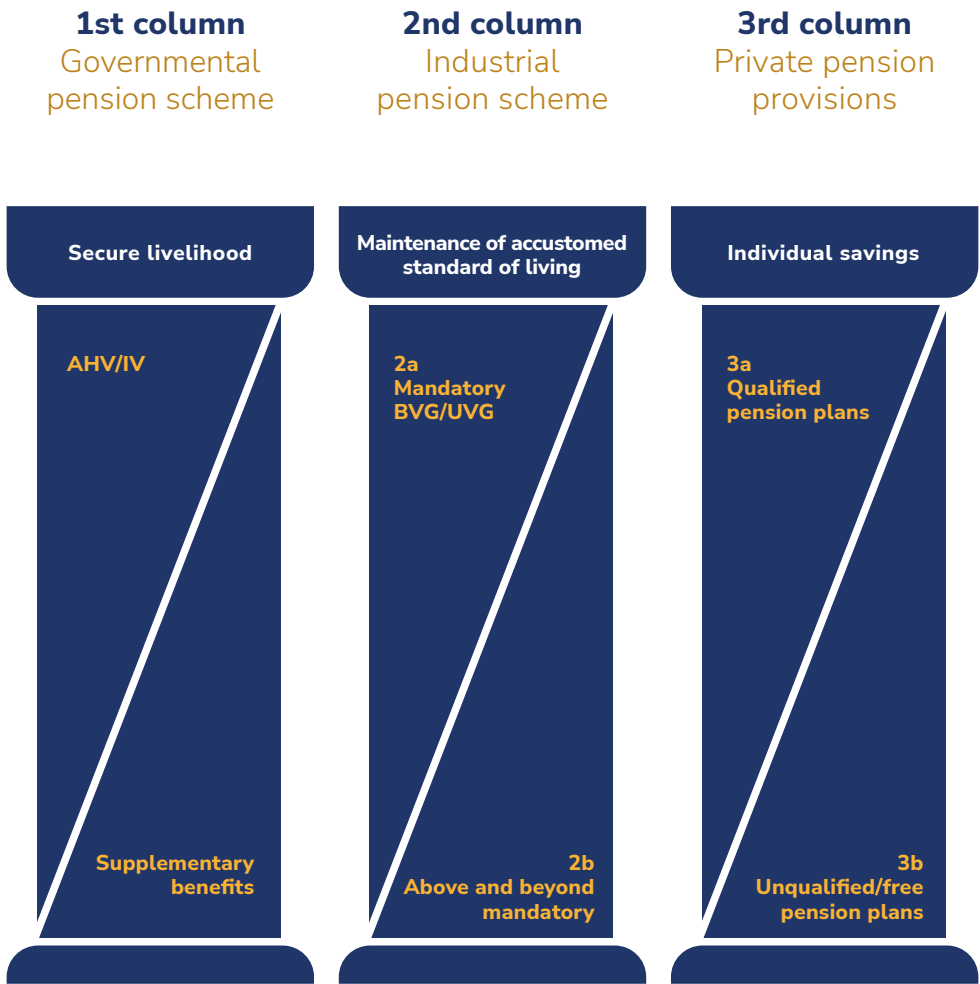 1st column
Governmental
pension scheme
2nd column
Industrial
pension scheme
3rd column
Private pension
provisions
Secure livelihood
Maintenance of accustomed
standard of living
Individual savings
AHV/IV
Supplementary
benefits
2a
Mandatory
BVG/UVG
2b
Above and beyond
mandatory
3a
Qualified
pension plans
3b
Unqualified/free
pension plans